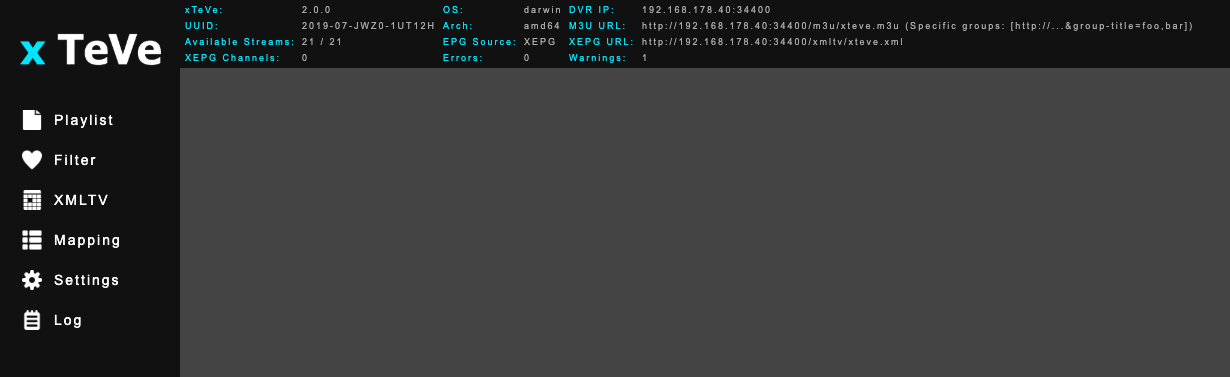 x TeVe
xTeVe: 2.0.0 OS: darwin DVR IP: 192.168.178.40:34400
UUID: 2019-07-JWZ0-1UT12H Arch: amd64 M3U URL: http://192.168.178.40:34400/m3u/xteve.m3u (Specific groups: [http://...&group-title=foo,bar])
Available Streams: 21 / 21 EPG Source: XEPG XEPG URL: http://192.168.178.40:34400/xmltv/xteve.xml
XEPG Channels: 0 Errors: 0 Warnings: 1
Playlist
Filter
XMLTV
Mapping
Settings
Log